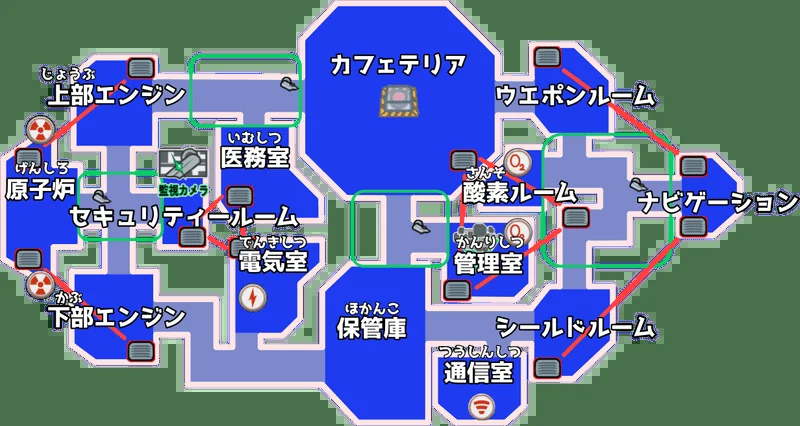 カフェテリア
じょうぶ
上部エンジン
ウエポンルーム
いむしつ
医務室
げんしろ
原子炉
監視カメラ
セキュリティールーム
さんそ
酸素ルーム
O₂
ナビゲーション
でんきしつ
電気室
かんりしつ
管理室
O₂
かぶ
下部エンジン
ほかんこ
保管庫
シールドルーム
つうしんしつ
通信室